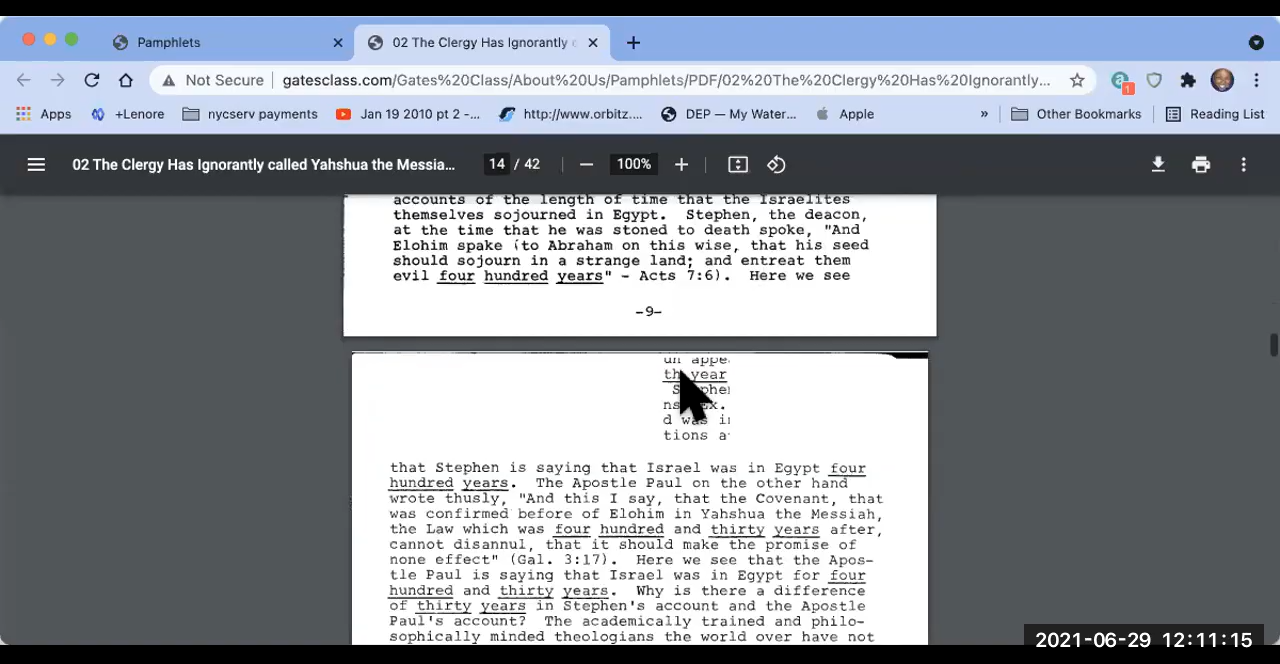 Pamphlets
02 The Clergy Has Ignorantly
Not Secure gatesclass.com/Gates%20Class/About%20Us/Pamphlets/PDF/02%20The%20Clergy%20Has%20Ignorantly...
1
Apps +Lenore nycserv payments Jan 19 2010 pt 2 -... http://www.orbitz.... DEP — My Water... Apple » Other Bookmarks Reading List
02 The Clergy Has Ignorantly called Yahshua the Messia... 14 / 42 100%
accounts of the length of time that the Israelites
themselves sojourned in Egypt. Stephen, the deacon,
at the time that he was stoned to death spoke, "And
Elohim spake (to Abraham on this wise, that his seed
should sojourn in a strange land; and entreat them
evil four hundred years" - Acts 7:6). Here we see
-9-
un appe
th year
ns Ex.
d was i
tions a
that Stephen is saying that Israel was in Egypt four
hundred years. The Apostle Paul on the other hand
wrote thusly, "And this I say, that the Covenant, that
was confirmed before of Elohim in Yahshua the Messiah,
the Law which was four hundred and thirty years after,
cannot disannul, that it should make the promise of
none effect" (Gal. 3:17). Here we see that the Apos-
tle Paul is saying that Israel was in Egypt for four
hundred and thirty years. Why is there a difference
of thirty years in Stephen's account and the Apostle
Paul's account? The academically trained and philo-
sophically minded theologians the world over have not
2021-06-29 12:11:15